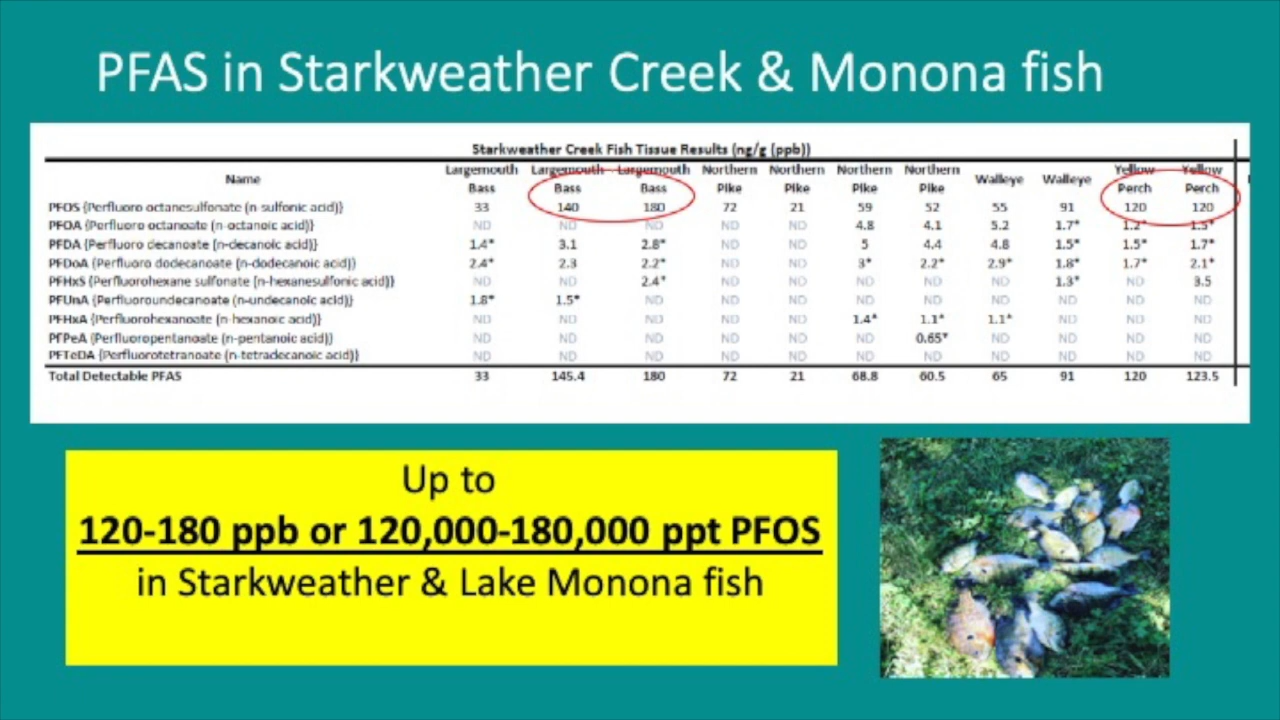 PFAS in Starkweather Creek & Monona fish
Starkweather Creek Fish Tissue Results (ng/g (ppb))
Name Largemouth Bass Largemouth Bass Largemouth Bass Northern Pike Northern Pike Northern Pike Northern Pike Walleye Walleye Yellow Perch Yellow Perch
PFOS {Perfluoro octanesulfonate (n-sulfonic acid)} 33 140 180 72 21 59 52 55 91 120 120
PFOA {Perfluoro octanoate (n-octanoic acid)} ND ND ND ND ND 4.8 4.1 5.2 1.7* 1.2* 1.5*
PFDA {Perfluoro decanoate (n-decanoic acid)} 1.4* 3.1 2.8* ND ND 5 4.4 4.8 1.5* 1.5* 1.7*
PFDoA {Perfluoro dodecanoate (n-dodecanoic acid)} 2.4* 2.3 2.2* ND ND 3* 2.2* 2.9* 1.8* 1.7* 2.1*
PFHxS {Perfluorohexane sulfonate (n-hexanesulfonic acid)} ND ND 2.4* ND ND ND ND ND 1.3* ND 3.5
PFUnA {Perfluoroundecanoate (n-undecanoic acid)} 1.8* 1.5* ND ND ND ND ND ND ND ND ND
PFHxA {Perfluorohexanoate (n-hexanoic acid)} ND ND ND ND ND 1.4* 1.1* 1.1* ND ND ND
PFPeA {Perfluoropentanoate (n-pentanoic acid)} ND ND ND ND ND ND 0.65* ND ND ND ND
PFTeDA {Perfluorotetranoate (n-tetradecanoic acid} ND ND ND ND ND ND ND ND ND ND ND
Total Detectable PFAS 33 145.4 180 72 21 68.8 60.5 65 91 120 123.5
Up to
120-180 ppb or 120,000-180,000 ppt PFOS
in Starkweather & Lake Monona fish